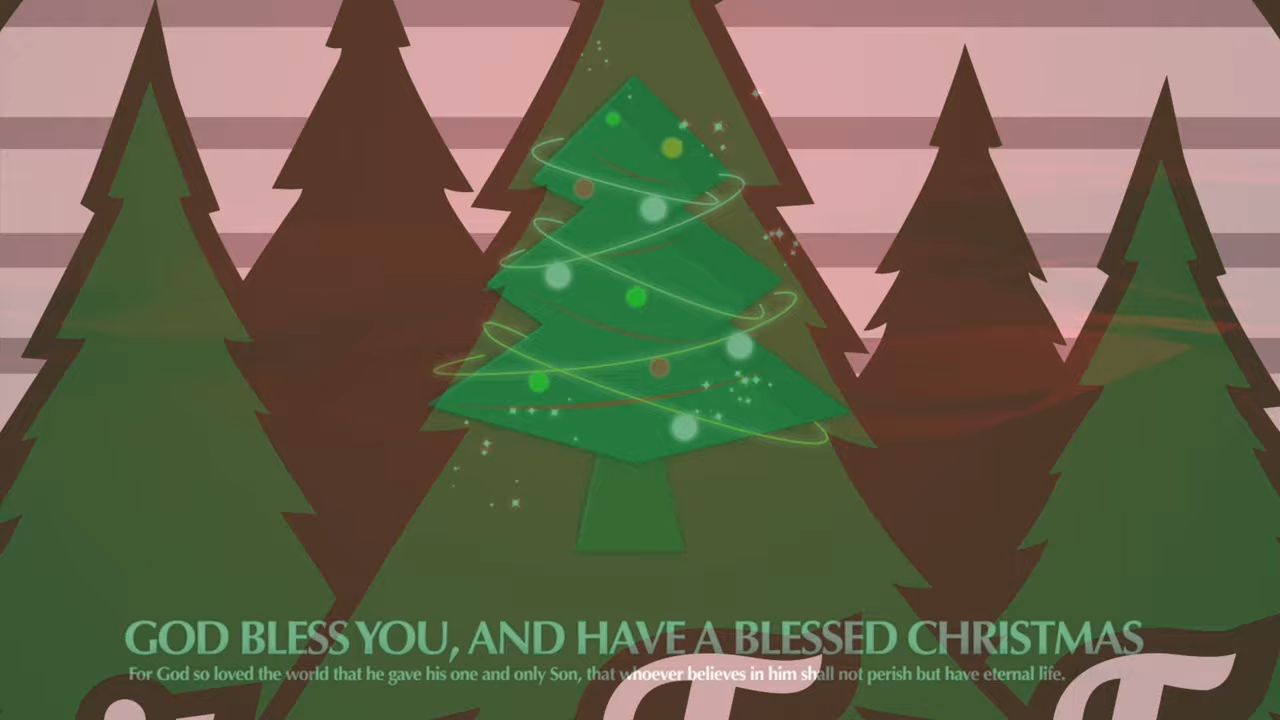 GOD BLESS YOU, AND HAVE A BLESSED CHRISTMAS
For God so loved the world that he gave his one and only Son, that whoever believes in him shall not perish but have eternal life.